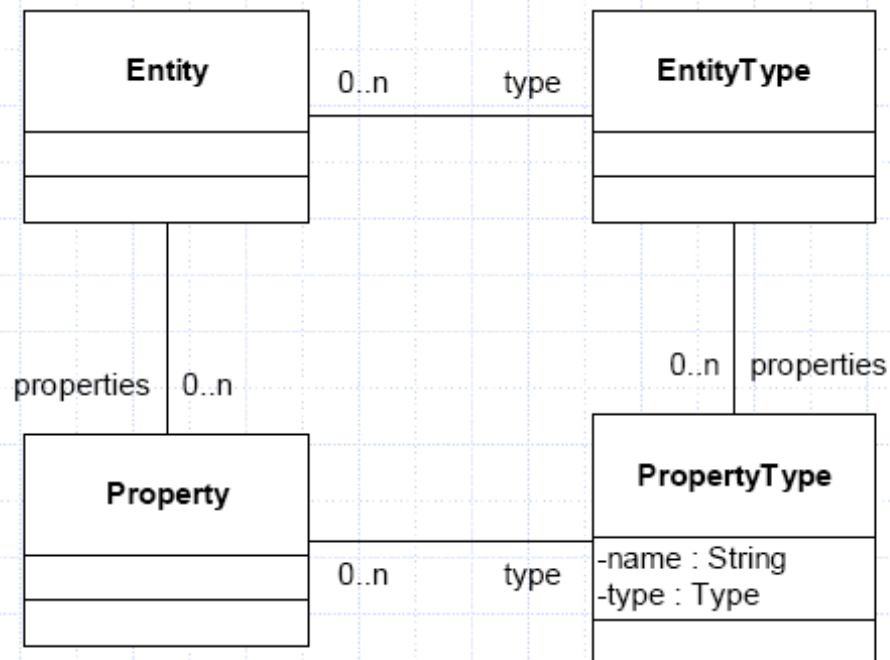 Entity
0..n
type
EntityType
properties
0..n
0..n
properties
Property
0..n
type
PropertyType
-name : String
-type : Type